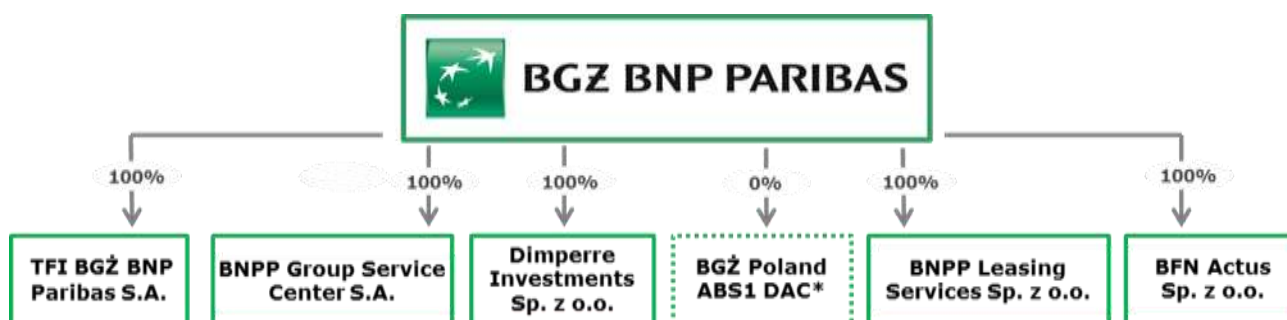 BGŻ BNP PARIBAS
100%
100%
100%
0%
100%
100%
TFI BGŻ BNP
Paribas S.A.
BNPP Group Service
Center S.A.
Dimperre
Investments
Sp. z o.o.
BGŻ Poland
ABS1 DAC*
BNPP Leasing
Services Sp. z o.o.
BFN Actus
Sp. z o.o.